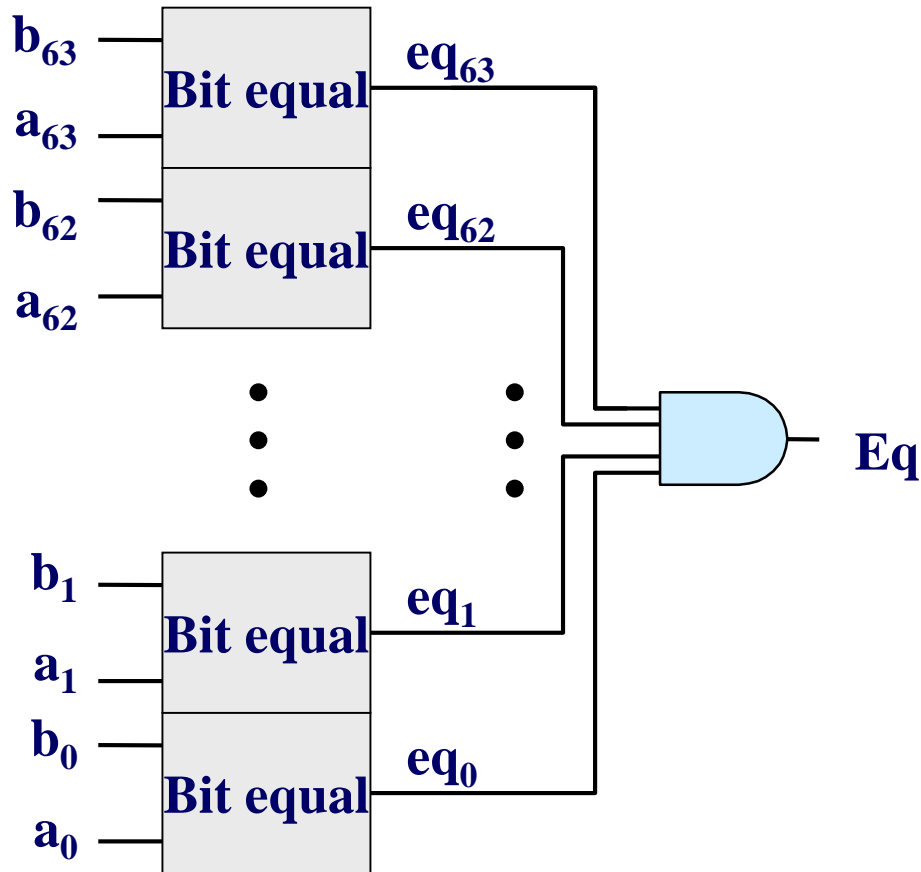 b63
Bit equal
eq63
a63
b62
Bit equal
eq62
a62
Eq
b1
Bit equal
eq1
a1
b0
Bit equal
eq0
a0